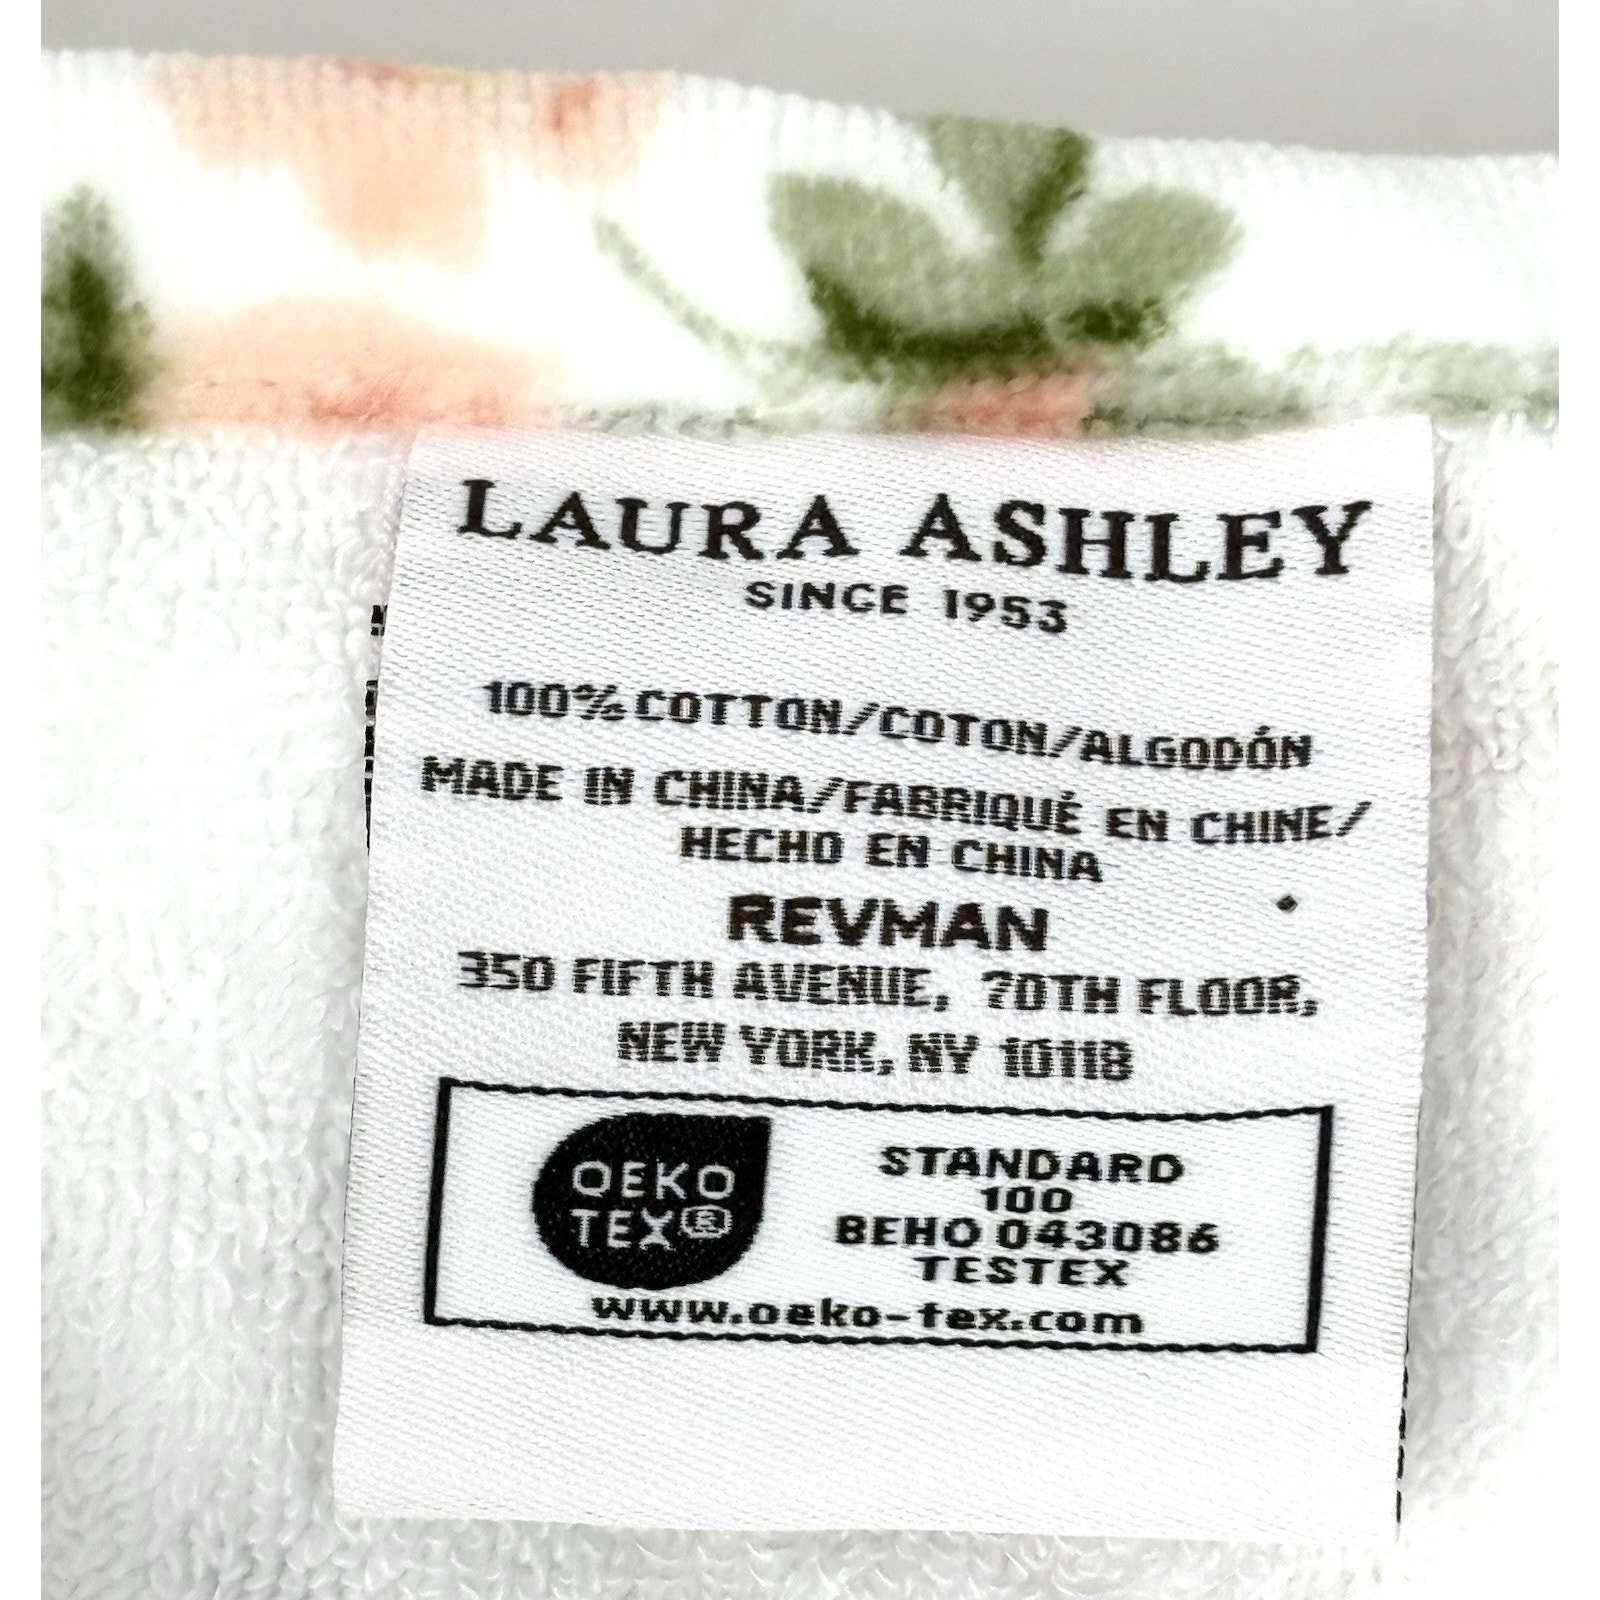 LAURA ASHLEY
SINCE 1953
100% COTTON/COTON/ALGODÓN
MADE IN CHINA/FABRIQUÉ EN CHINE/
HECHO EN CHINA
REVMAN
350 FIFTH AVENUE, 70TH FLOOR,
NEW YORK, NY 10118
OEKO
TEX®
STANDARD
100
BEHO 043086
TESTEX
www.oeko-tex.com